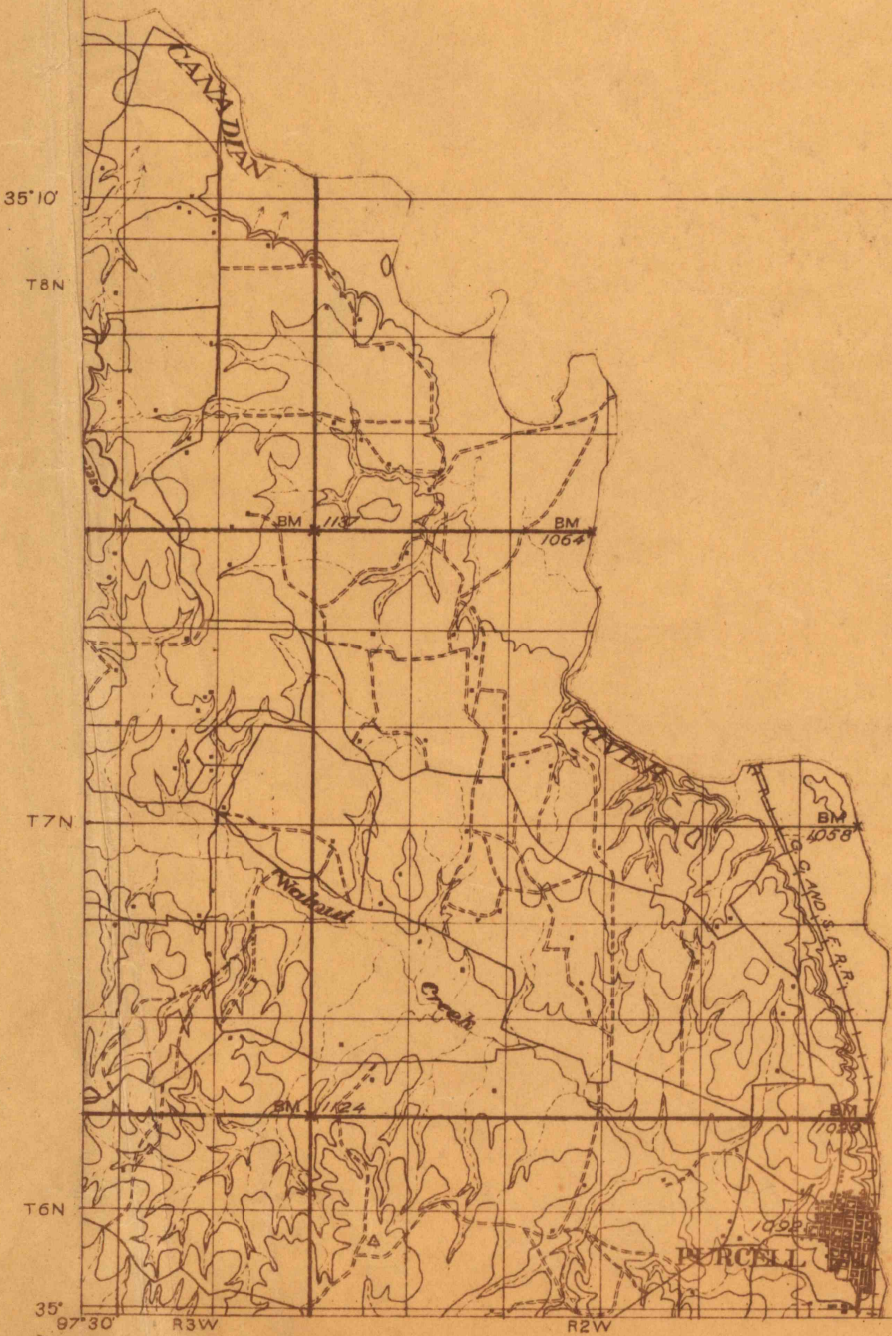 CANADIAN
35°10'
T8N
BM 1137
BM
1064
RIVER
T7N
BM
1058
G. C. AND S. F. R. R.
Walnut
Creek
BM 1124
BM
T6N
1092
PURCELL
35°
97°30'
R3W
R2W